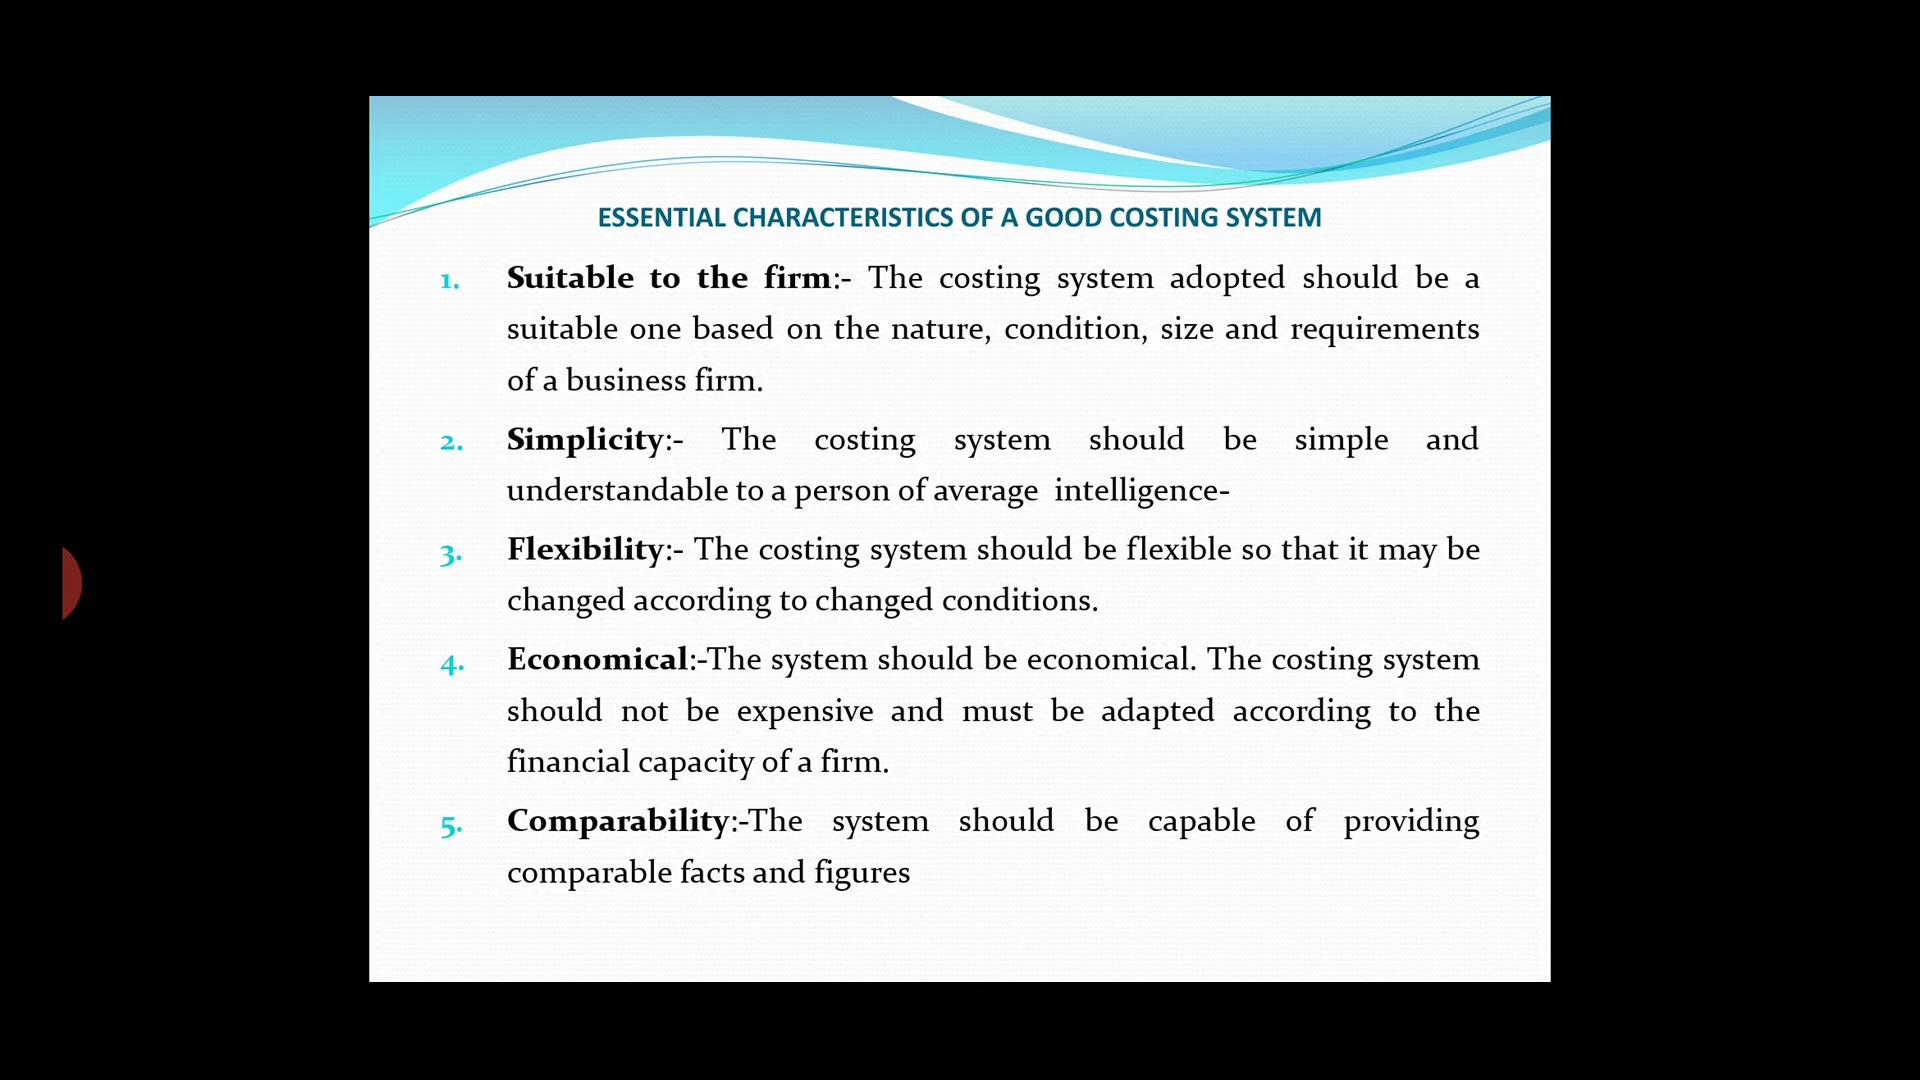 ESSENTIAL CHARACTERISTICS OF A GOOD COSTING SYSTEM
1. Suitable to the firm:- The costing system adopted should be a
suitable one based on the nature, condition, size and requirements
of a business firm.
2. Simplicity:- The costing system should be simple and
understandable to a person of average intelligence-
3. Flexibility:- The costing system should be flexible so that it may be
changed according to changed conditions.
4. Economical:-The system should be economical. The costing system
should not be expensive and must be adapted according to the
financial capacity of a firm.
5. Comparability:-The system should be capable of providing
comparable facts and figures